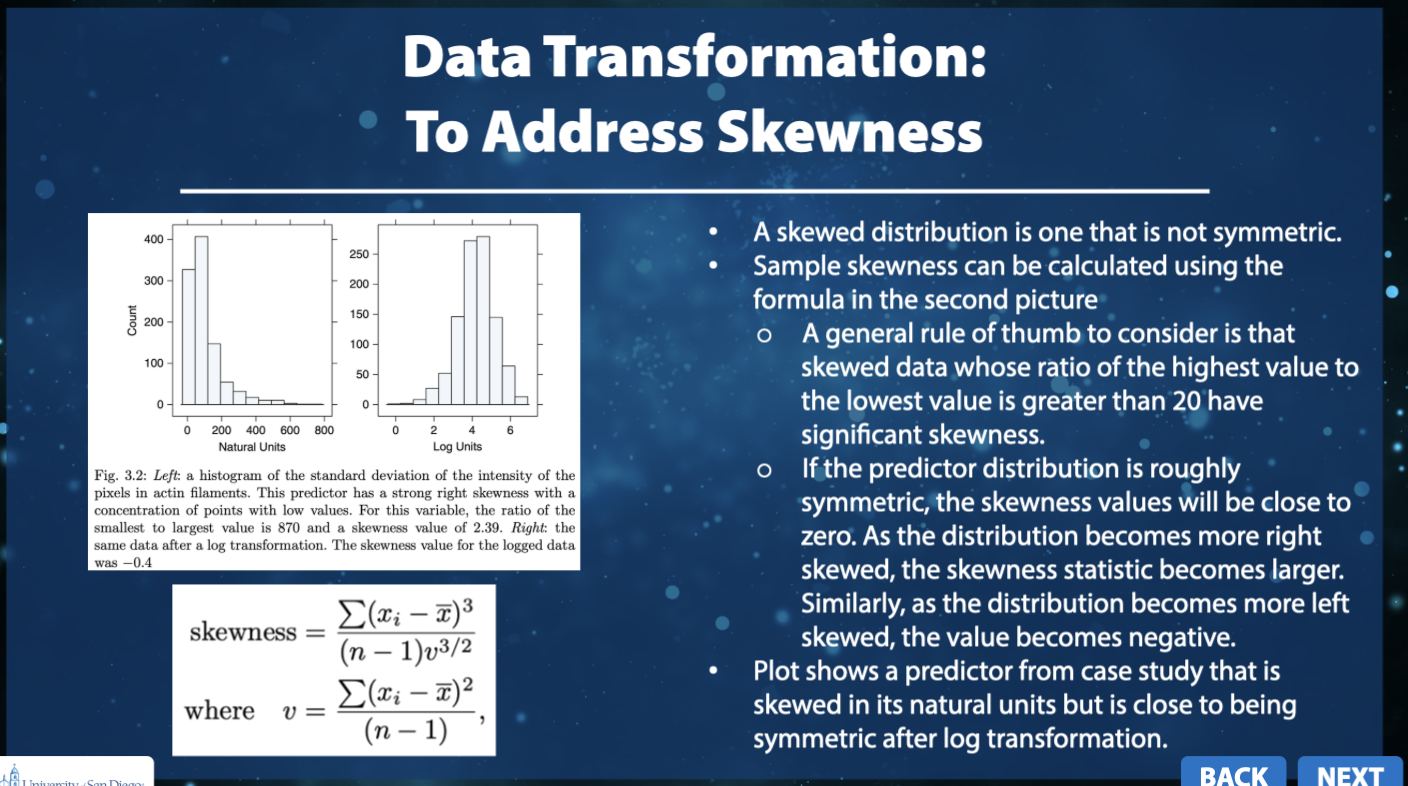 Data Transformation:
To Address Skewness
400
300
200
100
0
Count
0 200 400 600 800
Natural Units
250
200
150
100
50
0
0 2 4 6
Log Units
Fig. 3.2: Left: a histogram of the standard deviation of the intensity of the
pixels in actin filaments. This predictor has a strong right skewness with a
concentration of points with low values. For this variable, the ratio of the
smallest to largest value is 870 and a skewness value of 2.39. Right: the
same data after a log transformation. The skewness value for the logged data
was −0.4
skewness = ∑(xᵢ − x̅)³ / (n − 1)v^{3/2}
where v = ∑(xᵢ − x̅)² / (n − 1),
• A skewed distribution is one that is not symmetric.
• Sample skewness can be calculated using the
formula in the second picture
○ A general rule of thumb to consider is that
skewed data whose ratio of the highest value to
the lowest value is greater than 20 have
significant skewness.
○ If the predictor distribution is roughly
symmetric, the skewness values will be close to
zero. As the distribution becomes more right
skewed, the skewness statistic becomes larger.
Similarly, as the distribution becomes more left
skewed, the value becomes negative.
• Plot shows a predictor from case study that is
skewed in its natural units but is close to being
symmetric after log transformation.
University of San Diego
BACK NEXT